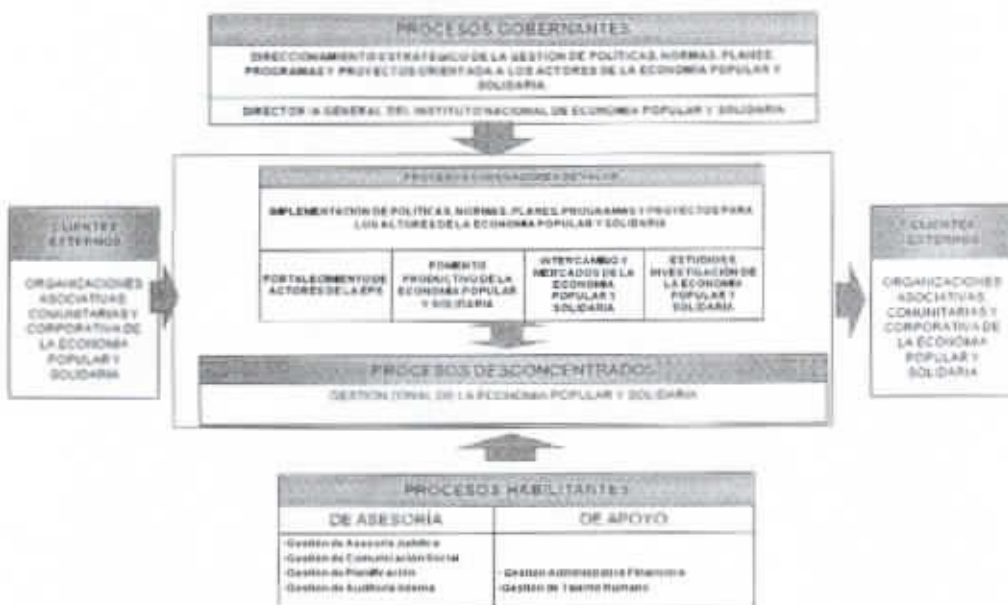 PROCESOS GOBERNANTES
DIRECCIONAMIENTO ESTRATÉGICO DE LA GESTIÓN DE POLÍTICAS, NORMAS, PLANES,
PROGRAMAS Y PROYECTOS ORIENTADA A LOS ACTORES DE LA ECONOMÍA POPULAR Y
SOLIDARIA
DIRECTOR /A GENERAL DEL INSTITUTO NACIONAL DE ECONOMÍA POPULAR Y SOLIDARIA
PROCESOS AGREGADORES DE VALOR
IMPLEMENTACIÓN DE POLÍTICAS, NORMAS, PLANES, PROGRAMAS Y PROYECTOS PARA
LOS ACTORES DE LA ECONOMÍA POPULAR Y SOLIDARIA
FORTALECIMIENTO DE
ACTORES DE LA EPS
FOMENTO
PRODUCTIVO DE LA
ECONOMÍA POPULAR
Y SOLIDARIA
INTERCAMBIO Y
MERCADOS DE LA
ECONOMÍA
POPULAR Y
SOLIDARIA
ESTUDIOS E
INVESTIGACIÓN DE
LA ECONOMÍA
POPULAR Y
SOLIDARIA
CLIENTES
EXTERNOS
ORGANIZACIONES
ASOCIATIVAS,
COMUNITARIAS Y
CORPORATIVA DE
LA ECONOMÍA
POPULAR Y
SOLIDARIA
CLIENTES
EXTERNOS
ORGANIZACIONES
ASOCIATIVAS,
COMUNITARIAS Y
CORPORATIVA DE
LA ECONOMÍA
POPULAR Y
SOLIDARIA
PROCESOS DESCONCENTRADOS
GESTIÓN ZONAL DE LA ECONOMÍA POPULAR Y SOLIDARIA
PROCESOS HABILITANTES
DE ASESORÍA
-Gestión de Asesoría Jurídica
-Gestión de Comunicación Social
-Gestión de Planificación
-Gestión de Auditoría Interna
DE APOYO
- Gestión Administrativa Financiera
-Gestión de Talento Humano